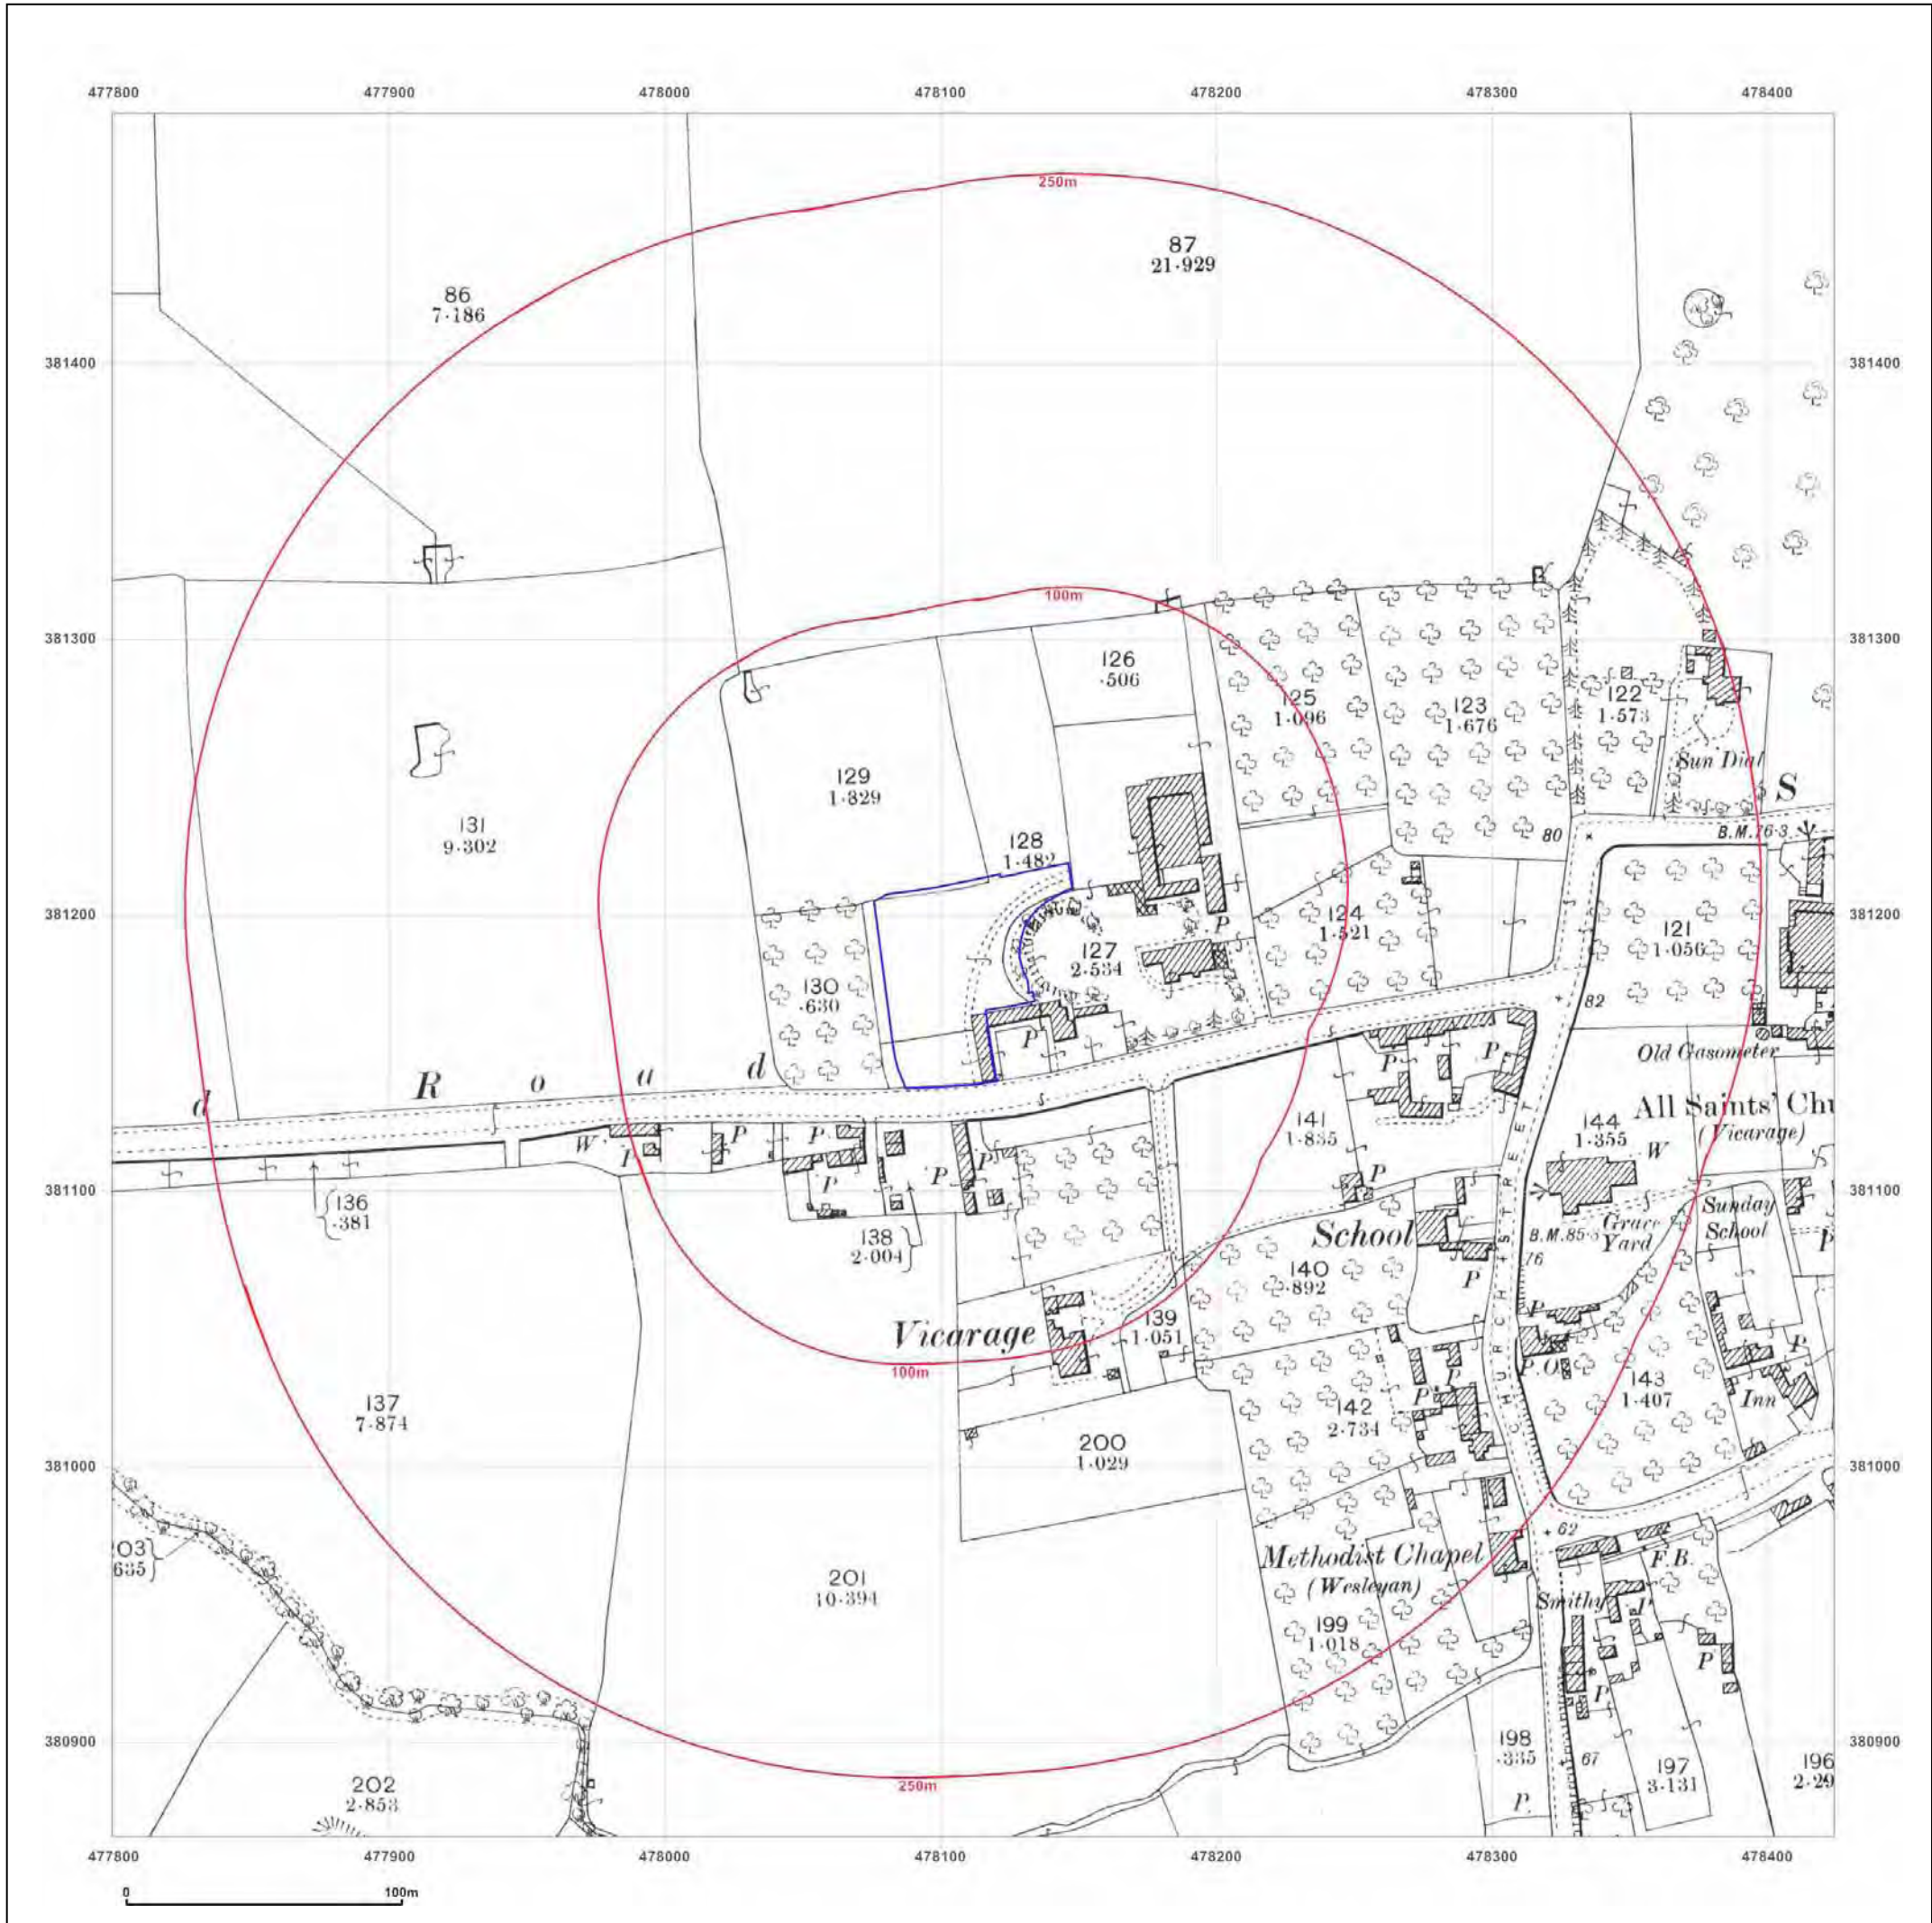 477800 477900 478000 478100 478200 478300 478400
250m
87
21·929
86
7·186
381400 381400
100m
381300 381300
126
·506
125
1·096
123
1·676
122
1·573
Sun Dial
129
1·829
S
131
9·302
128
1·482
80
B.M.76·3
381200 381200
P
124
1·521
121
1·056
127
2·534
130
·630
82
P
P
P
Old Gasometer
d R o a d
All Saints' Chu
(Vicarage)
W
P
P
P
141
1·835
144
1·355
W
P
P
P
P
381100 381100
136
·381
138
2·004
School
B.M.85·3
Grave
Yard
Sunday
School
P
76
P
140
·892
CHURCH STREET
Vicarage
139
1·051
P
P.O.
P
100m
P
P
143
1·407
Inn
137
7·874
142
2·734
200
1·029
381000 381000
62
Methodist Chapel
(Wesleyan)
F.B.
203
·635
201
10·394
Smithy
P
199
1·018
P
P
380900 380900
198
·335
67
197
3·131
196
2·29
202
2·853
250m
P.
477800 477900 478000 478100 478200 478300 478400
0 100m